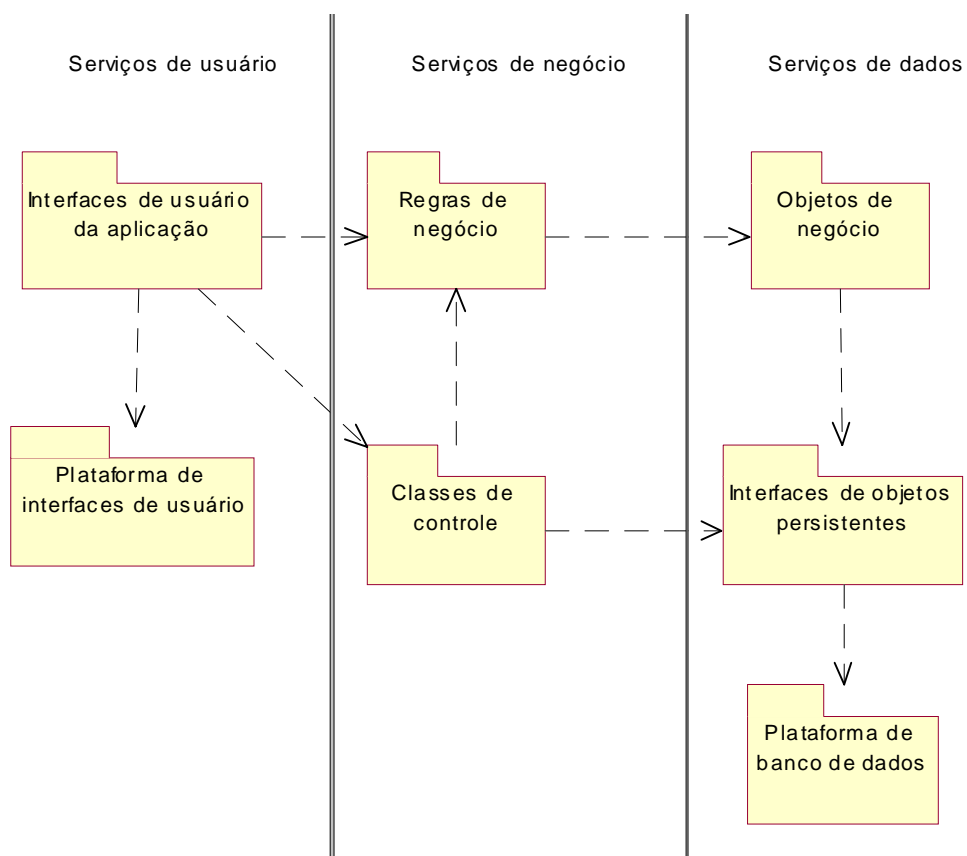 Serviços de usuário
Serviços de negócio
Serviços de dados
Interfaces de usuário
da aplicação
Regras de
negócio
Objetos de
negócio
Plataforma de
interfaces de usuário
Classes de
controle
Interfaces de objetos
persistentes
Plataforma de
banco de dados